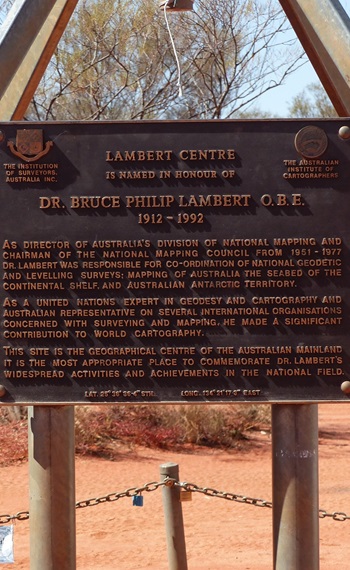 THE INSTITUTION
OF SURVEYORS,
AUSTRALIA INC.
THE AUSTRALIAN
INSTITUTE OF
CARTOGRAPHERS
LAMBERT CENTRE
IS NAMED IN HONOUR OF
DR. BRUCE PHILIP LAMBERT O.B.E.
1912 - 1992
AS DIRECTOR OF AUSTRALIA'S DIVISION OF NATIONAL MAPPING AND
CHAIRMAN OF THE NATIONAL MAPPING COUNCIL FROM 1951-1977
DR. LAMBERT WAS RESPONSIBLE FOR CO-ORDINATION OF NATIONAL GEODETIC
AND LEVELLING SURVEYS; MAPPING OF AUSTRALIA THE SEABED OF THE
CONTINENTAL SHELF, AND AUSTRALIAN ANTARCTIC TERRITORY.
AS A UNITED NATIONS EXPERT IN GEODESY AND CARTOGRAPHY AND
AUSTRALIAN REPRESENTATIVE ON SEVERAL INTERNATIONAL ORGANISATIONS
CONCERNED WITH SURVEYING AND MAPPING, HE MADE A SIGNIFICANT
CONTRIBUTION TO WORLD CARTOGRAPHY.
THIS SITE IS THE GEOGRAPHICAL CENTRE OF THE AUSTRALIAN MAINLAND
IT IS THE MOST APPROPRIATE PLACE TO COMMEMORATE DR. LAMBERT'S
WIDESPREAD ACTIVITIES AND ACHIEVEMENTS IN THE NATIONAL FIELD.
LAT. STH. LONG. EAST